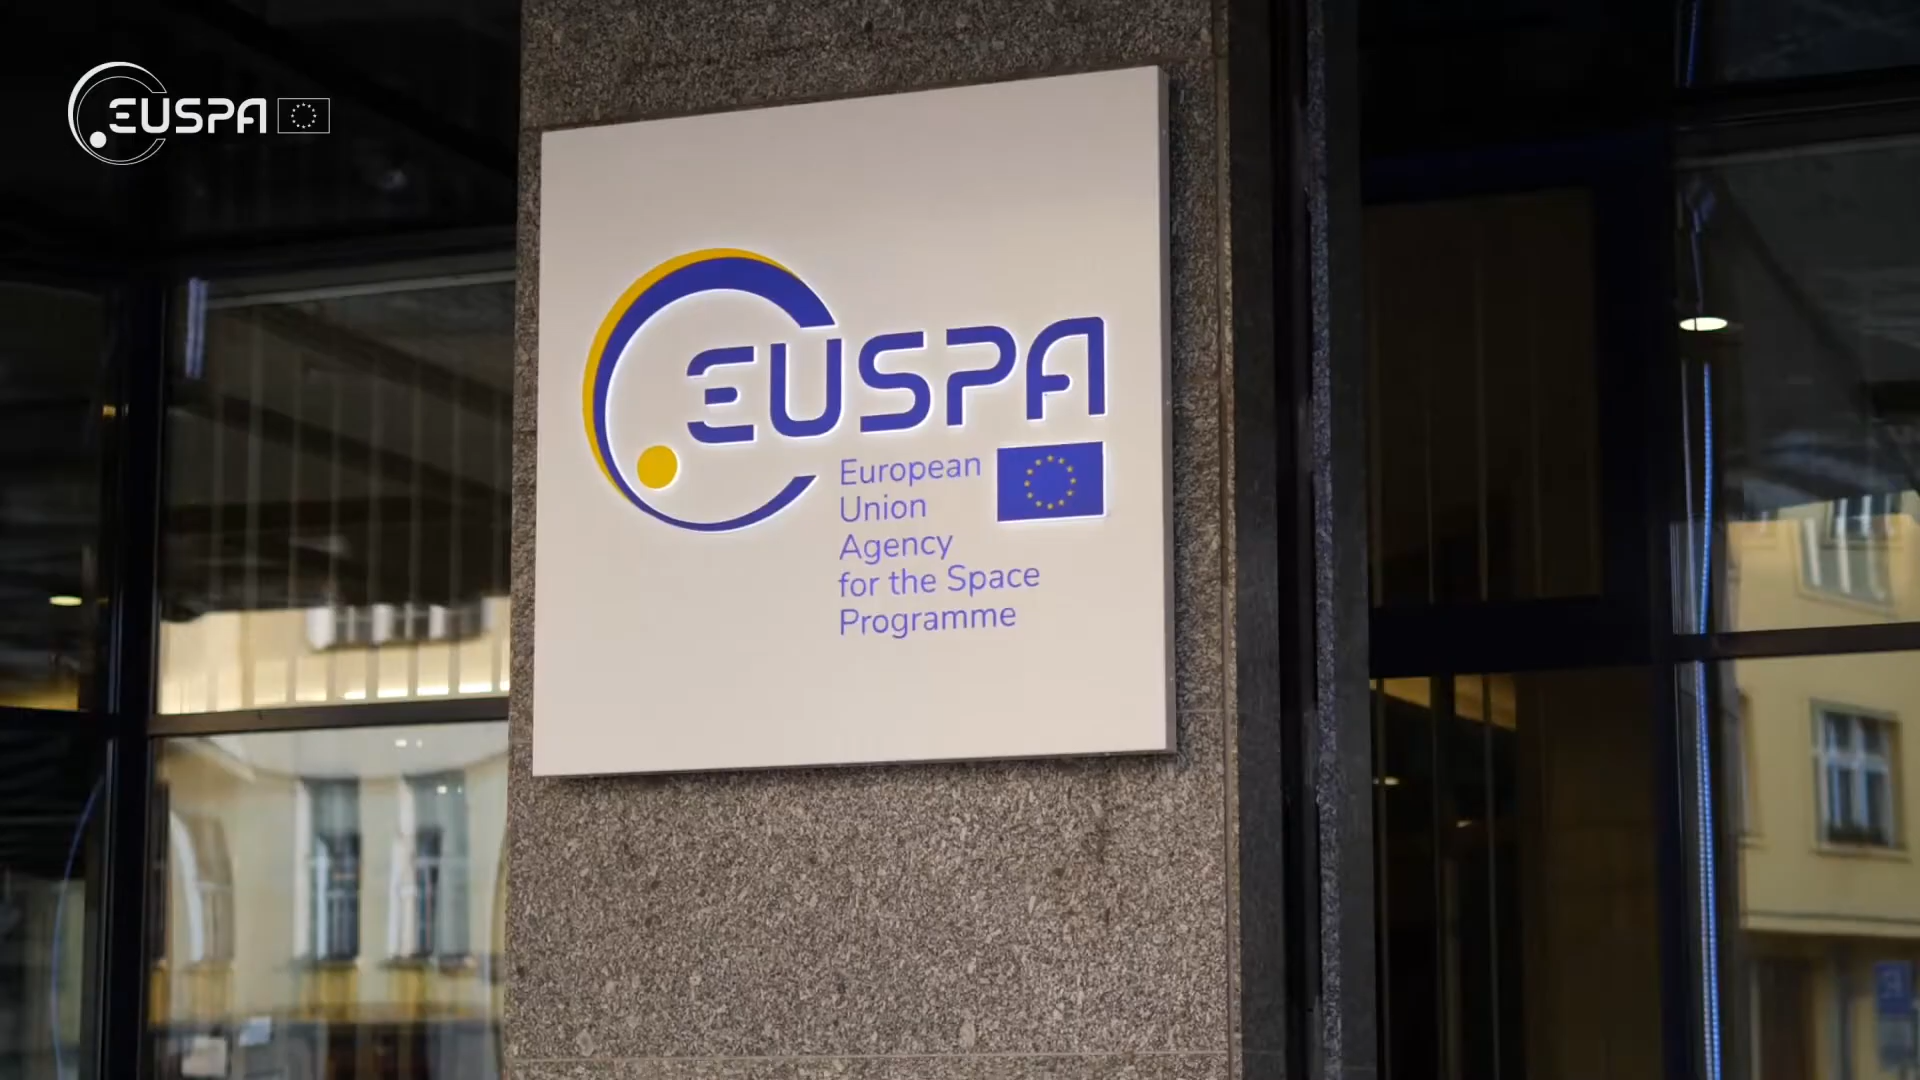 EUSPA
EUSPA
European
Union
Agency
for the Space
Programme